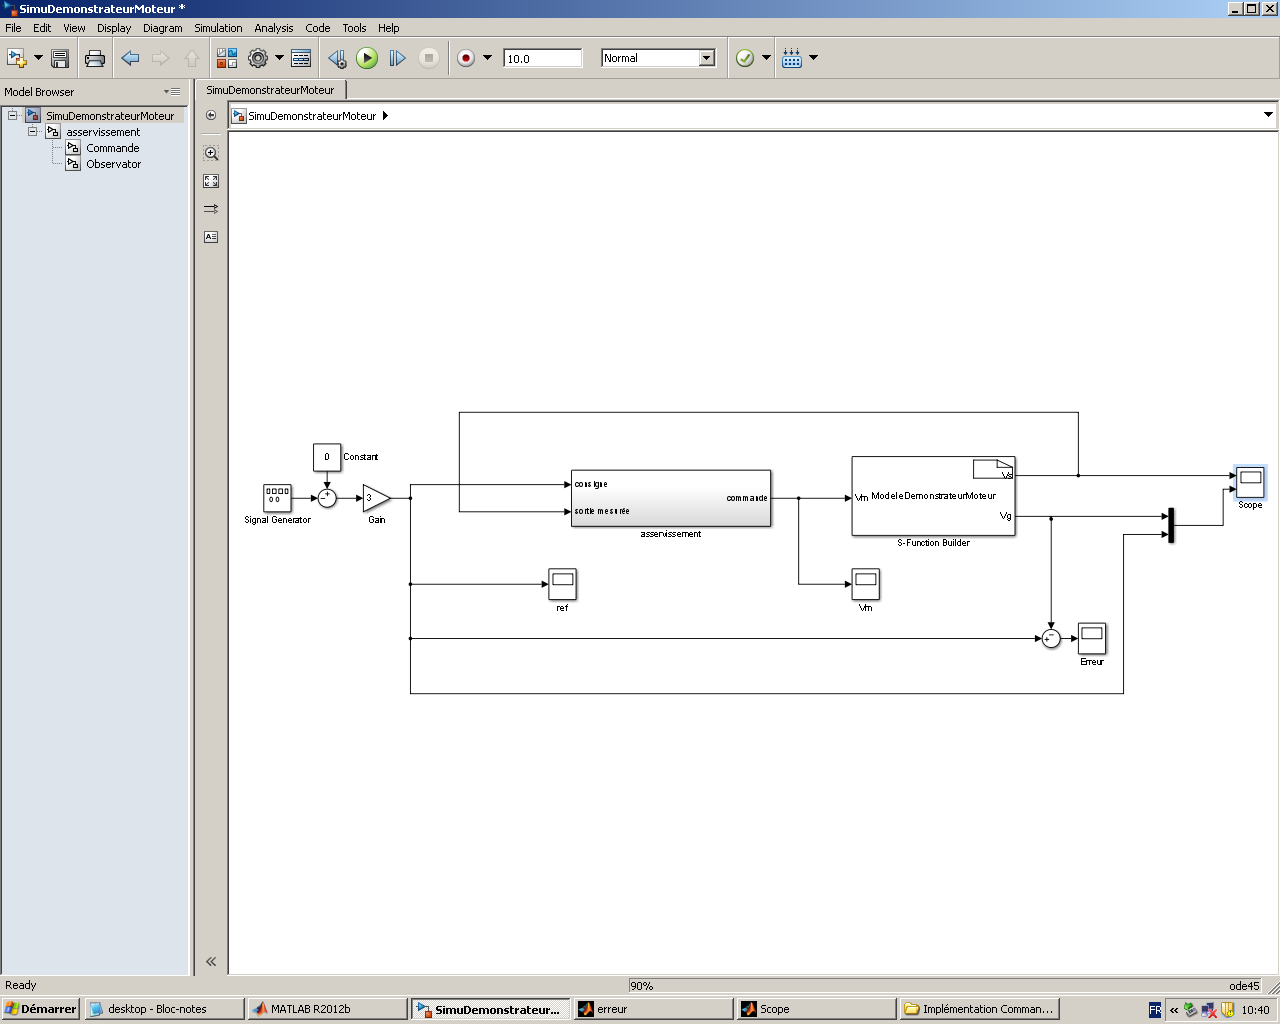 SimuDemonstrateurMoteur *
File Edit View Display Diagram Simulation Analysis Code Tools Help
10.0 Normal
Model Browser
SimuDemonstrateurMoteur
SimuDemonstrateurMoteur
SimuDemonstrateurMoteur
asservissement
Commande
Observator
0
Constant
Signal Generator
3
Gain
consigne
sortie mesurée
commande
asservissement
Vm
ModeleDemonstrateurMoteur
Vs
Vg
S-Function Builder
Scope
ref
Vm
Erreur
Ready
90%
ode45
Démarrer desktop - Bloc-notes MATLAB R2012b SimuDemonstrateur... erreur Scope Implémentation Comman... FR « 10:40